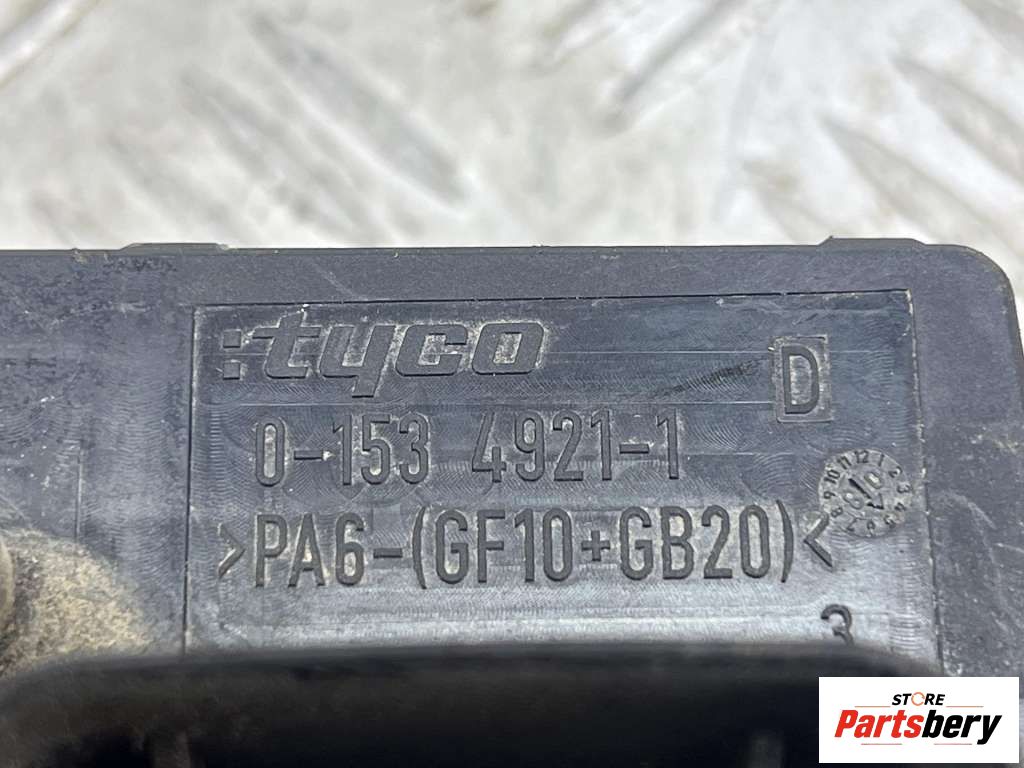 :tyco
D
0-153 4921-1
>PA6-(GF10+GB20)<
3
STORE
Partsbery